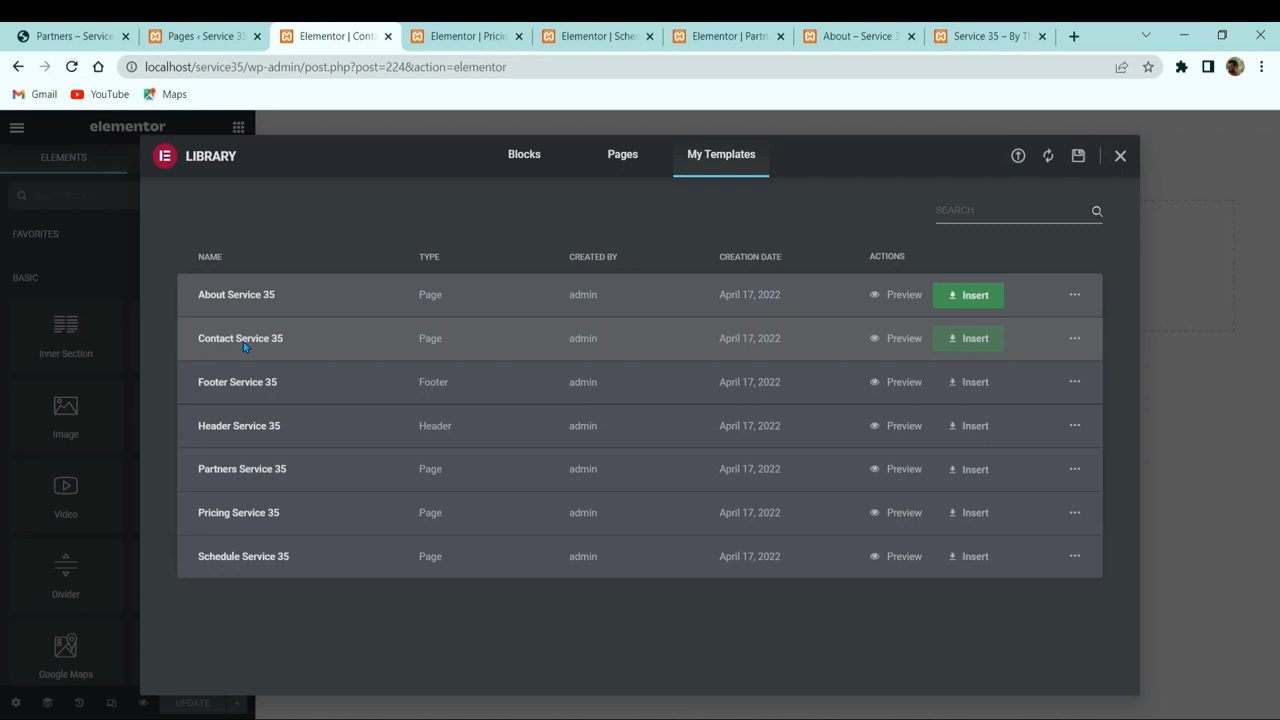 Partners – Service
Pages ‹ Service 35
Elementor | Cont
Elementor | Pricin
Elementor | Sche
Elementor | Partn
About – Service 3
Service 35 – By Th
localhost/service35/wp-admin/post.php?post=224&action=elementor
Gmail
YouTube
Maps
elementor
ELEMENTS
LIBRARY
Blocks
Pages
My Templates
SEARCH
FAVORITES
BASIC
Inner Section
Image
Video
Divider
Google Maps
UPDATE
NAME TYPE CREATED BY CREATION DATE ACTIONS
About Service 35 Page admin April 17, 2022 Preview Insert
Contact Service 35 Page admin April 17, 2022 Preview Insert
Footer Service 35 Footer admin April 17, 2022 Preview Insert
Header Service 35 Header admin April 17, 2022 Preview Insert
Partners Service 35 Page admin April 17, 2022 Preview Insert
Pricing Service 35 Page admin April 17, 2022 Preview Insert
Schedule Service 35 Page admin April 17, 2022 Preview Insert